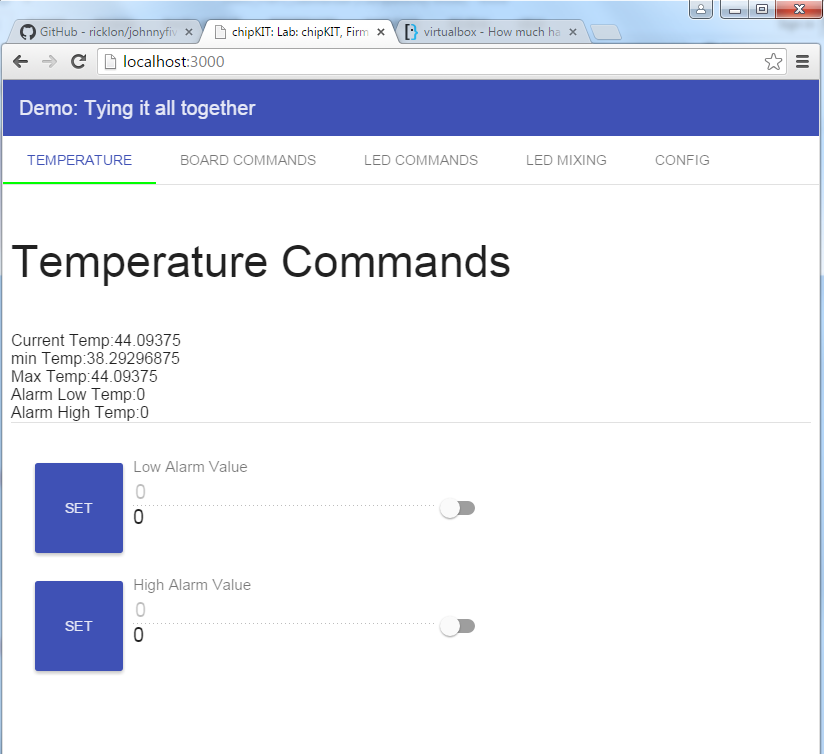 GitHub - ricklon/johnnyfiv
chipKIT: Lab: chipKIT, Firm
virtualbox - How much ha
localhost:3000
Demo: Tying it all together
TEMPERATURE BOARD COMMANDS LED COMMANDS LED MIXING CONFIG
Temperature Commands
Current Temp:44.09375
min Temp:38.29296875
Max Temp:44.09375
Alarm Low Temp:0
Alarm High Temp:0
Low Alarm Value
0
SET
0
High Alarm Value
0
SET
0